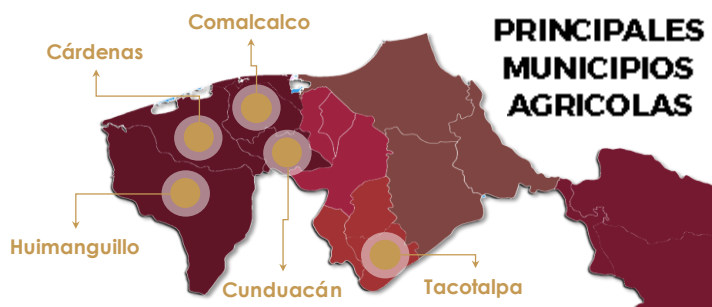 Comalcalco
PRINCIPALES
MUNICIPIOS
AGRICOLAS
Cárdenas
Huimanguillo
Cunduacán
Tacotalpa